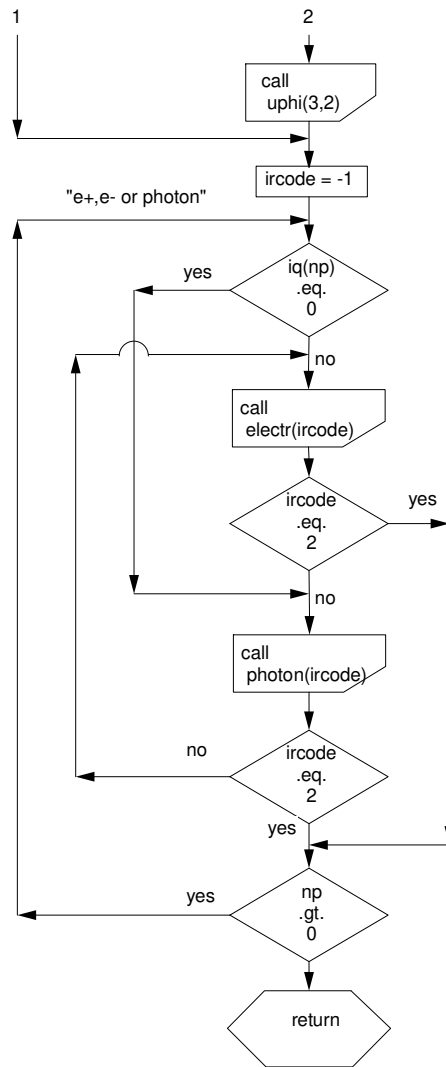 1
2
call
uphi(3,2)
ircode = -1
"e+,e- or photon"
yes
iq(np)
.eq.
0
no
call
electr(ircode)
ircode
.eq.
2
yes
no
call
photon(ircode)
no
ircode
.eq.
2
yes
yes
np
.gt.
0
return